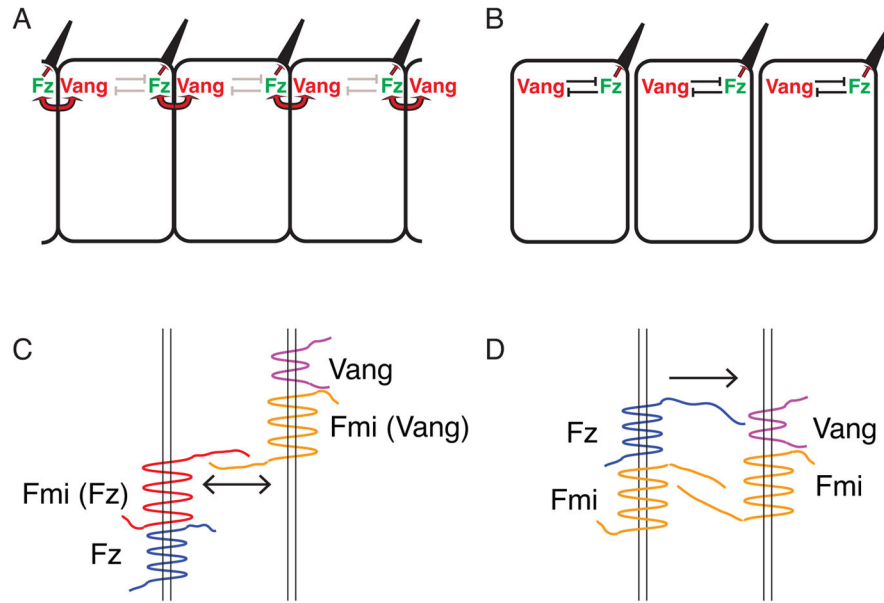 A
Fz Vang Fz Vang Fz Vang Fz Vang
B
Vang Fz Vang Fz Vang Fz
C
Vang
Fmi (Vang)
Fmi (Fz)
Fz
D
Fz
Vang
Fmi
Fmi